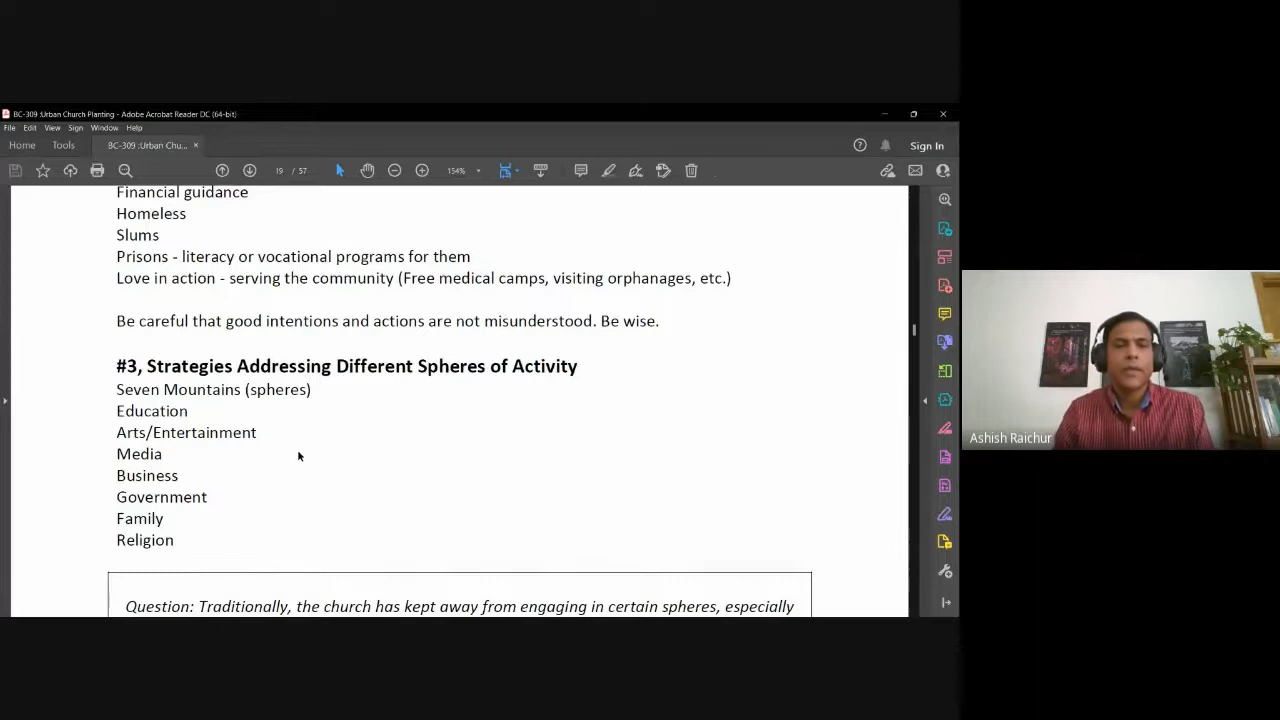 BC-309 :Urban Church Planting - Adobe Acrobat Reader DC (64-bit)
File Edit View Sign Window Help
Home Tools BC-309 :Urban Chu... ×
Sign In
19 / 57
154%
Financial guidance
Homeless
Slums
Prisons - literacy or vocational programs for them
Love in action - serving the community (Free medical camps, visiting orphanages, etc.)
Be careful that good intentions and actions are not misunderstood. Be wise.
#3, Strategies Addressing Different Spheres of Activity
Seven Mountains (spheres)
Education
Arts/Entertainment
Media
Business
Government
Family
Religion
Question: Traditionally, the church has kept away from engaging in certain spheres, especially
Ashish Raichur